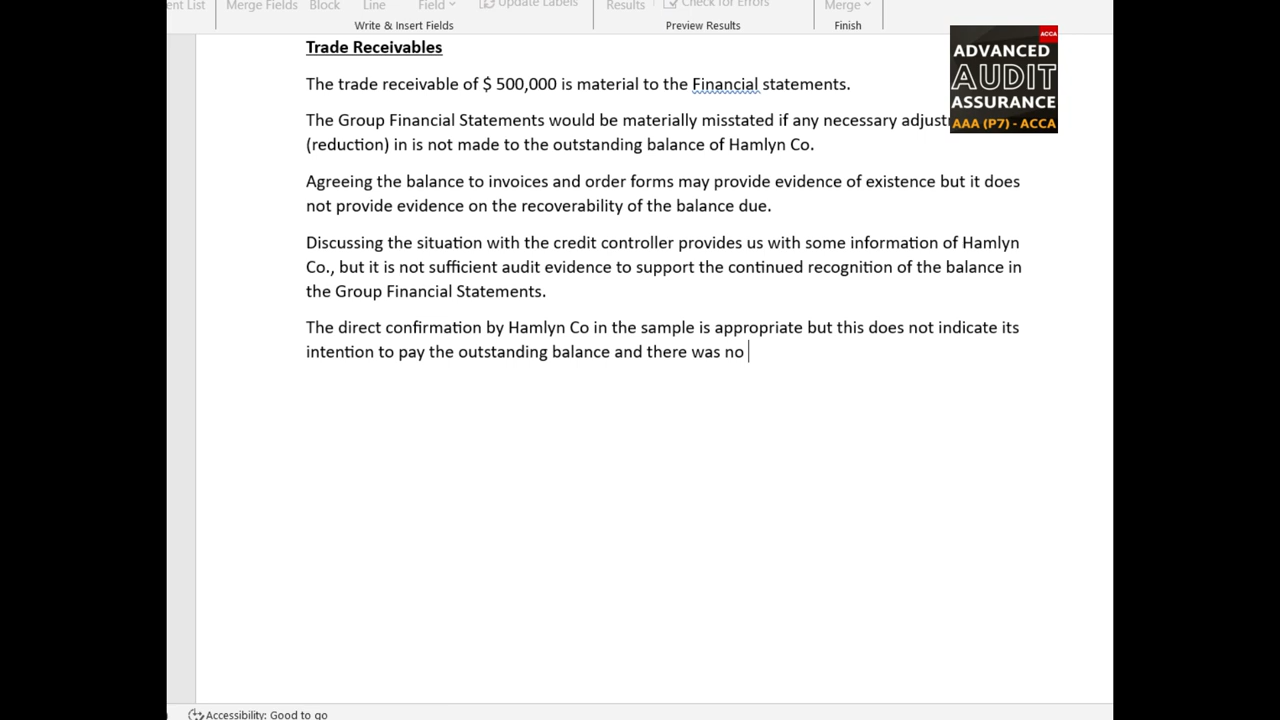 Merge Fields Block Line Field Update Labels Results Check for Errors Merge
Write & Insert Fields Preview Results Finish
Trade Receivables
The trade receivable of $ 500,000 is material to the Financial statements.
The Group Financial Statements would be materially misstated if any necessary
(reduction) in is not made to the outstanding balance of Hamlyn Co.
Agreeing the balance to invoices and order forms may provide evidence of existence but it does
not provide evidence on the recoverability of the balance due.
Discussing the situation with the credit controller provides us with some information of Hamlyn
Co., but it is not sufficient audit evidence to support the continued recognition of the balance in
the Group Financial Statements.
The direct confirmation by Hamlyn Co in the sample is appropriate but this does not indicate its
intention to pay the outstanding balance and there was no
ACCA
ADVANCED
AUDIT
ASSURANCE
AAA (P7) - ACCA
Accessibility: Good to go